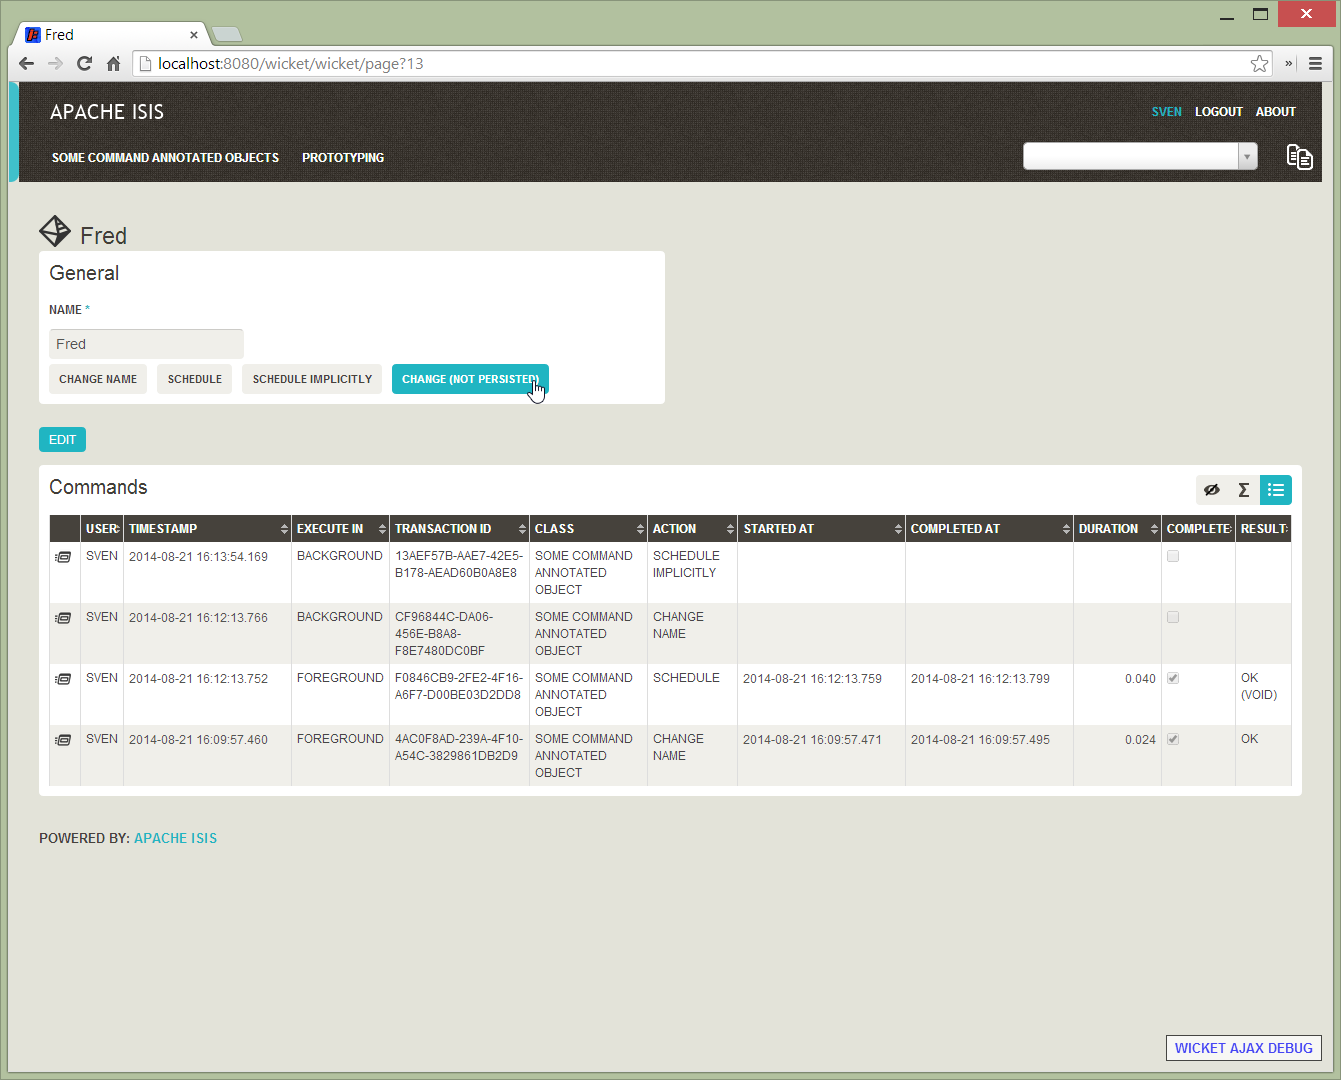 Fred
localhost:8080/wicket/wicket/page?13
APACHE ISIS
SVEN LOGOUT ABOUT
SOME COMMAND ANNOTATED OBJECTS PROTOTYPING
Fred
General
NAME *
Fred
CHANGE NAME SCHEDULE SCHEDULE IMPLICITLY CHANGE (NOT PERSISTED)
EDIT
Commands
USER TIMESTAMP EXECUTE IN TRANSACTION ID CLASS ACTION STARTED AT COMPLETED AT DURATION COMPLETE RESULT
SVEN 2014-08-21 16:13:54.169 BACKGROUND 13AEF57B-AAE7-42E5- SOME COMMAND SCHEDULE
B178-AEAD60B0A8E8 ANNOTATED IMPLICITLY
OBJECT
SVEN 2014-08-21 16:12:13.766 BACKGROUND CF96844C-DA06- SOME COMMAND CHANGE
456E-B8A8- ANNOTATED NAME
F8E7480DC0BF OBJECT
SVEN 2014-08-21 16:12:13.752 FOREGROUND F0846CB9-2FE2-4F16- SOME COMMAND SCHEDULE 2014-08-21 16:12:13.759 2014-08-21 16:12:13.799 0.040 OK
A6F7-D00BE03D2DD8 ANNOTATED (VOID)
OBJECT
SVEN 2014-08-21 16:09:57.460 FOREGROUND 4AC0F8AD-239A-4F10- SOME COMMAND CHANGE 2014-08-21 16:09:57.471 2014-08-21 16:09:57.495 0.024 OK
A54C-3829861DB2D9 ANNOTATED NAME
OBJECT
POWERED BY: APACHE ISIS
WICKET AJAX DEBUG